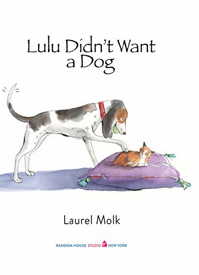 Lulu Didn't Want
a Dog
Laurel Molk
RANDOM HOUSE STUDIO NEW YORK